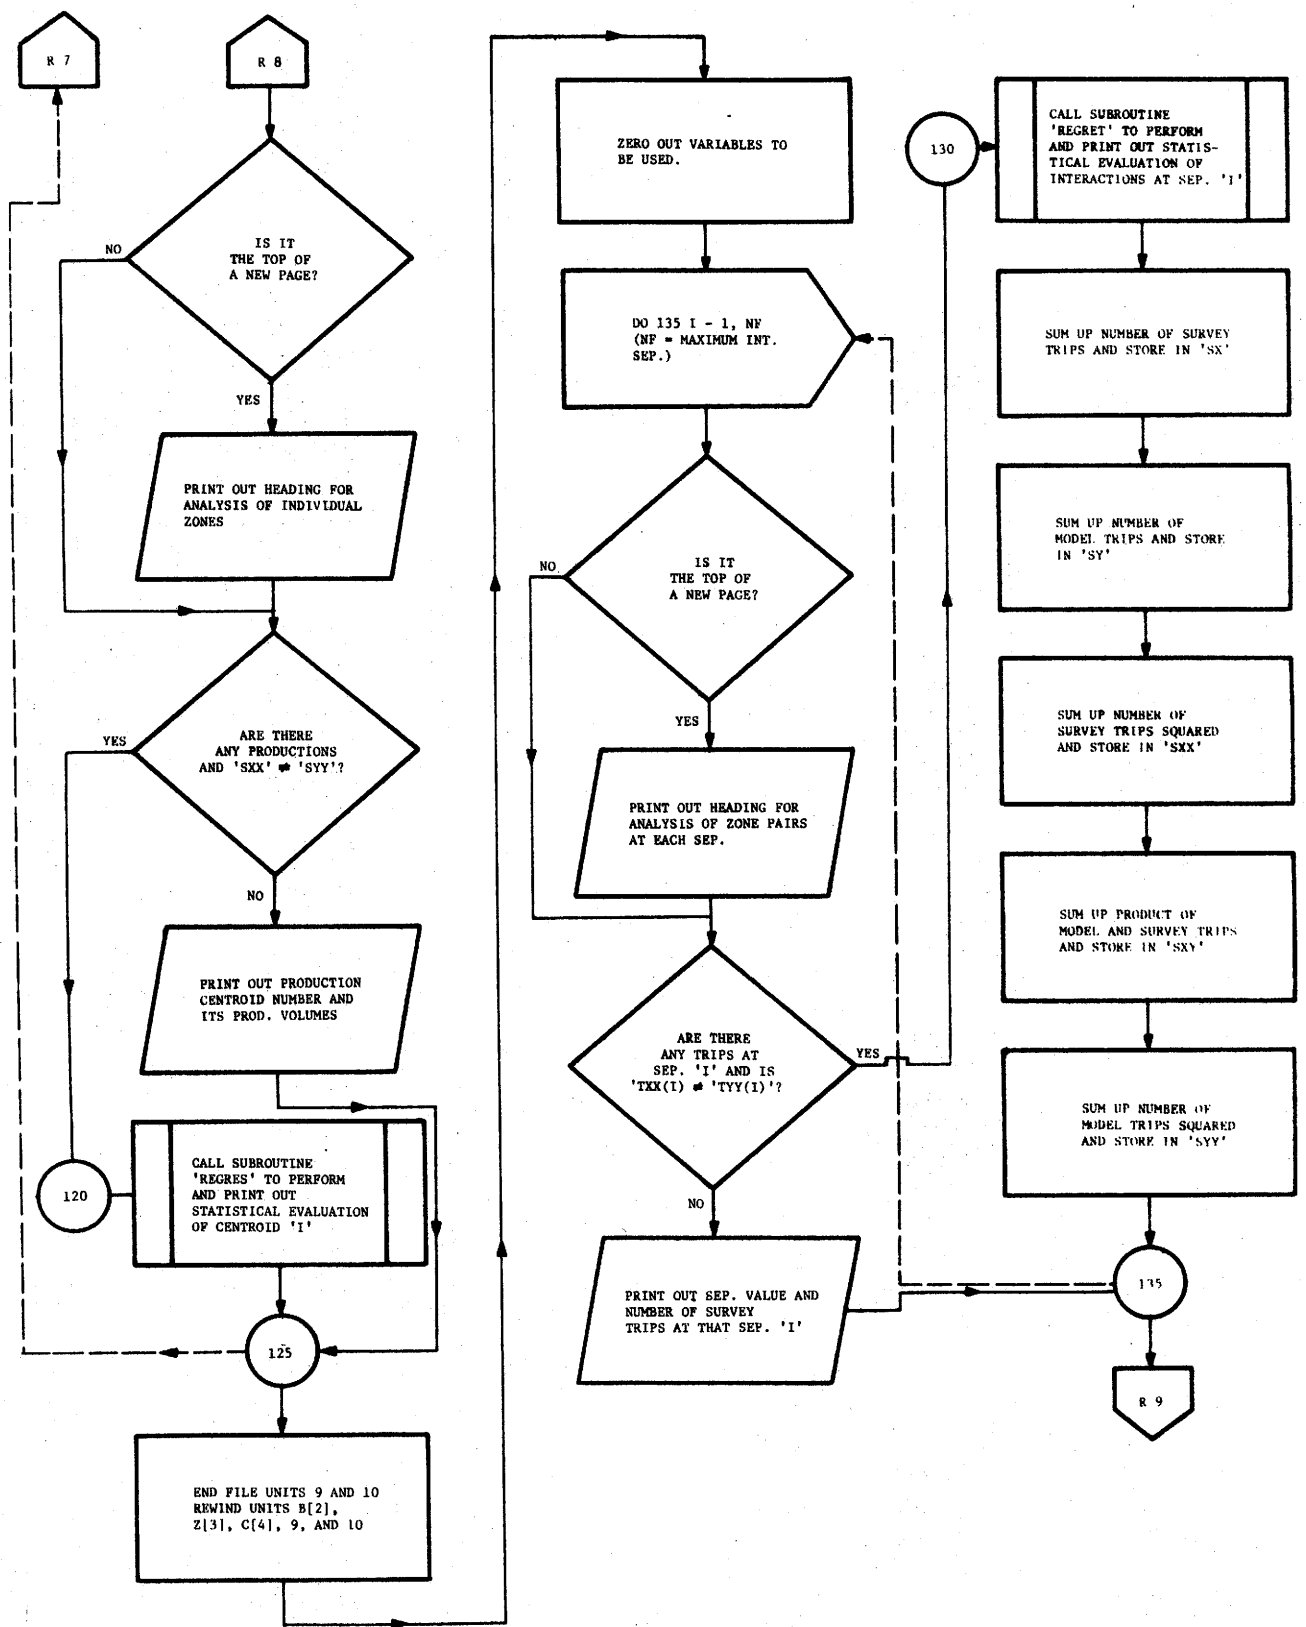 R 7
R 8
IS IT
THE TOP OF
A NEW PAGE?
NO
YES
PRINT OUT HEADING FOR
ANALYSIS OF INDIVIDUAL
ZONES
ARE THERE
ANY PRODUCTIONS
AND 'SXX' ≠ 'SYY'?
YES
NO
PRINT OUT PRODUCTION
CENTROID NUMBER AND
ITS PROD. VOLUMES
120
CALL SUBROUTINE
'REGRES' TO PERFORM
AND PRINT OUT
STATISTICAL EVALUATION
OF CENTROID 'I'
125
END FILE UNITS 9 AND 10
REWIND UNITS B[2],
Z[3], C[4], 9, AND 10
ZERO OUT VARIABLES TO
BE USED.
DO 135 I - 1, NF
(NF = MAXIMUM INT.
SEP.)
IS IT
THE TOP OF
A NEW PAGE?
NO
YES
PRINT OUT HEADING FOR
ANALYSIS OF ZONE PAIRS
AT EACH SEP.
ARE THERE
ANY TRIPS AT
SEP. 'I' AND IS
'TXX(I) ≠ 'TYY(I)'?
YES
NO
PRINT OUT SEP. VALUE AND
NUMBER OF SURVEY
TRIPS AT THAT SEP. 'I'
130
CALL SUBROUTINE
'REGRET' TO PERFORM
AND PRINT OUT STATIS-
TICAL EVALUATION OF
INTERACTIONS AT SEP. 'I'
SUM UP NUMBER OF SURVEY
TRIPS AND STORE IN 'SX'
SUM UP NUMBER OF
MODEL TRIPS AND STORE
IN 'SY'
SUM UP NUMBER OF
SURVEY TRIPS SQUARED
AND STORE IN 'SXX'
SUM UP PRODUCT OF
MODEL AND SURVEY TRIPS
AND STORE IN 'SXY'
SUM UP NUMBER OF
MODEL TRIPS SQUARED
AND STORE IN 'SYY'
135
R 9